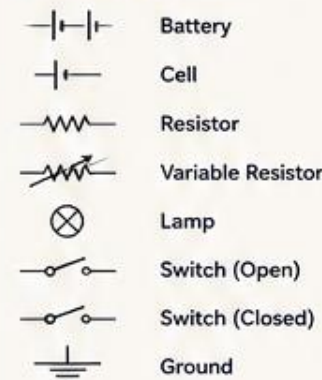 Battery
Cell
Resistor
Variable Resistor
Lamp
Switch (Open)
Switch (Closed)
Ground